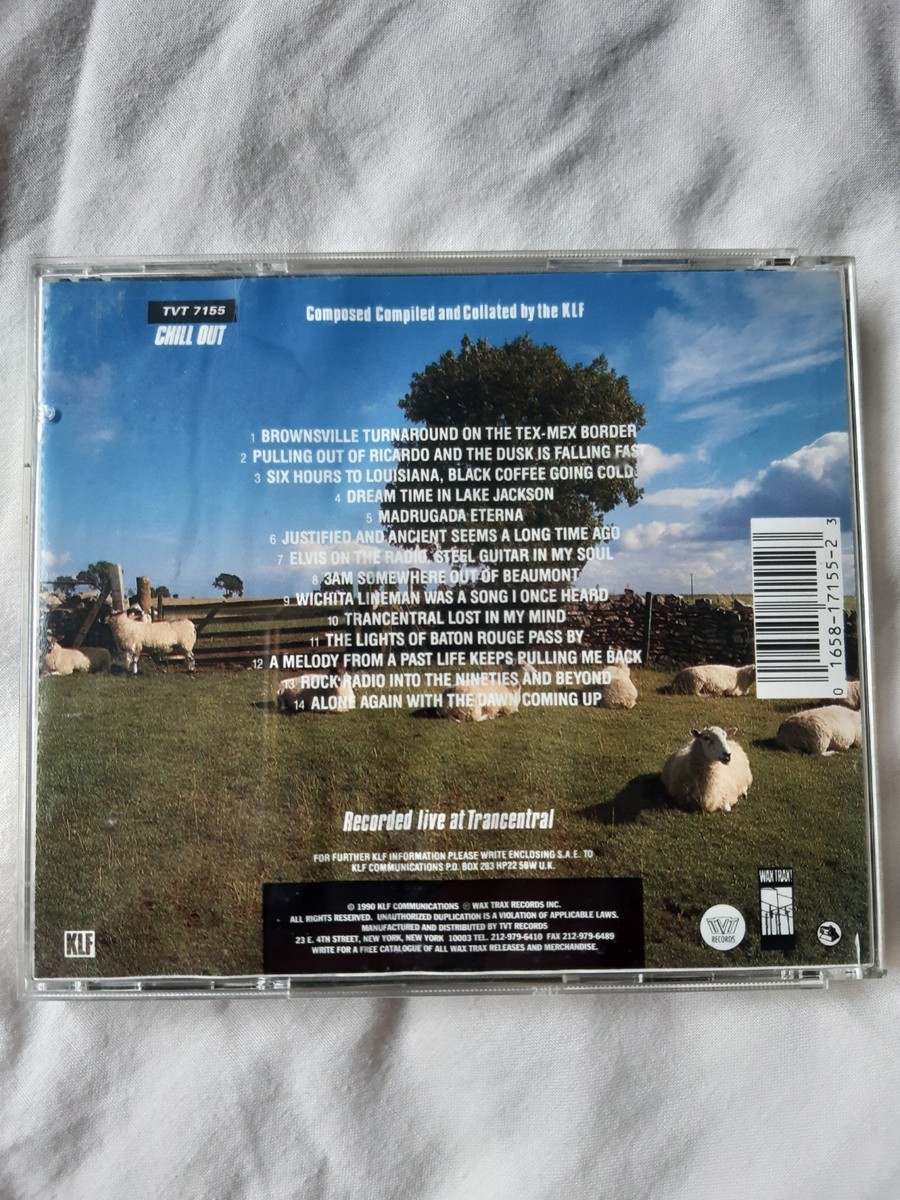 TVT 7155
CHILL OUT
Composed Compiled and Collated by the KLF
1 BROWNSVILLE TURNAROUND ON THE TEX-MEX BORDER
2 PULLING OUT OF RICARDO AND THE DUSK IS FALLING FAST
3 SIX HOURS TO LOUISIANA, BLACK COFFEE GOING COLD
4 DREAM TIME IN LAKE JACKSON
5 MADRUGADA ETERNA
6 JUSTIFIED AND ANCIENT SEEMS A LONG TIME AGO
7 ELVIS ON THE RADIO, STEEL GUITAR IN MY SOUL
8 3AM SOMEWHERE OUT OF BEAUMONT
9 WICHITA LINEMAN WAS A SONG I ONCE HEARD
10 TRANCENTRAL LOST IN MY MIND
11 THE LIGHTS OF BATON ROUGE PASS BY
12 A MELODY FROM A PAST LIFE KEEPS PULLING ME BACK
13 ROCK RADIO INTO THE NINETIES AND BEYOND
14 ALONE AGAIN WITH THE DAWN COMING UP
0 1658-17155-2 3
Recorded live at Trancentral
FOR FURTHER KLF INFORMATION PLEASE WRITE ENCLOSING S.A.E. TO
KLF COMMUNICATIONS P.O. BOX 283 HP22 5BW U.K.
© 1990 KLF COMMUNICATIONS ℗ WAX TRAX RECORDS INC.
ALL RIGHTS RESERVED. UNAUTHORIZED DUPLICATION IS A VIOLATION OF APPLICABLE LAWS.
MANUFACTURED AND DISTRIBUTED BY TVT RECORDS
23 E. 4TH STREET, NEW YORK, NEW YORK 10003 TEL. 212-979-6410 FAX 212-979-6489
WRITE FOR A FREE CATALOGUE OF ALL WAX TRAX RELEASES AND MERCHANDISE.
KLF
TVT
RECORDS
WAX TRAX!